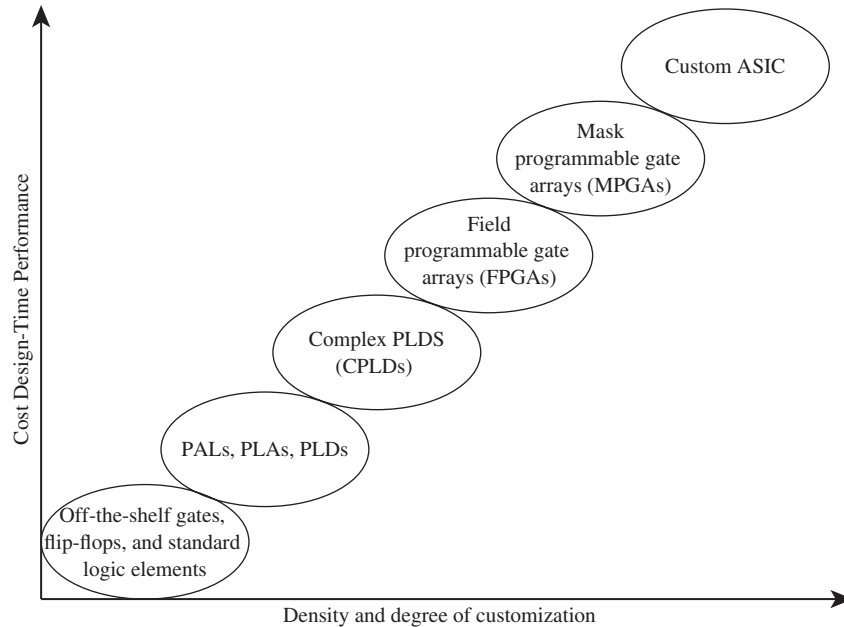 Custom ASIC
Mask
programmable gate
arrays (MPGAs)
Field
programmable gate
arrays (FPGAs)
Complex PLDS
(CPLDs)
PALs, PLAs, PLDs
Off-the-shelf gates,
flip-flops, and standard
logic elements
Cost Design-Time Performance
Density and degree of customization